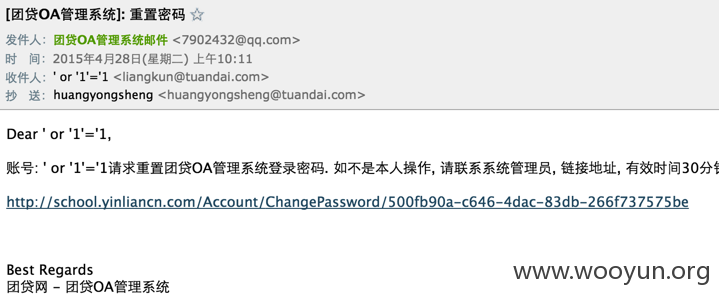 [团贷OA管理系统]: 重置密码
发件人: 团贷OA管理系统邮件 <7902432@qq.com>
时 间: 2015年4月28日(星期二) 上午10:11
收件人: ' or '1'='1 <liangkun@tuandai.com>
抄 送: huangyongsheng <huangyongsheng@tuandai.com>
Dear ' or '1'='1,
账号: ' or '1'='1请求重置团贷OA管理系统登录密码. 如不是本人操作, 请联系系统管理员, 链接地址, 有效时间30分钟
http://school.yinliancn.com/Account/ChangePassword/500fb90a-c646-4dac-83db-266f737575be
Best Regards
团贷网 - 团贷OA管理系统
www.wooyun.org